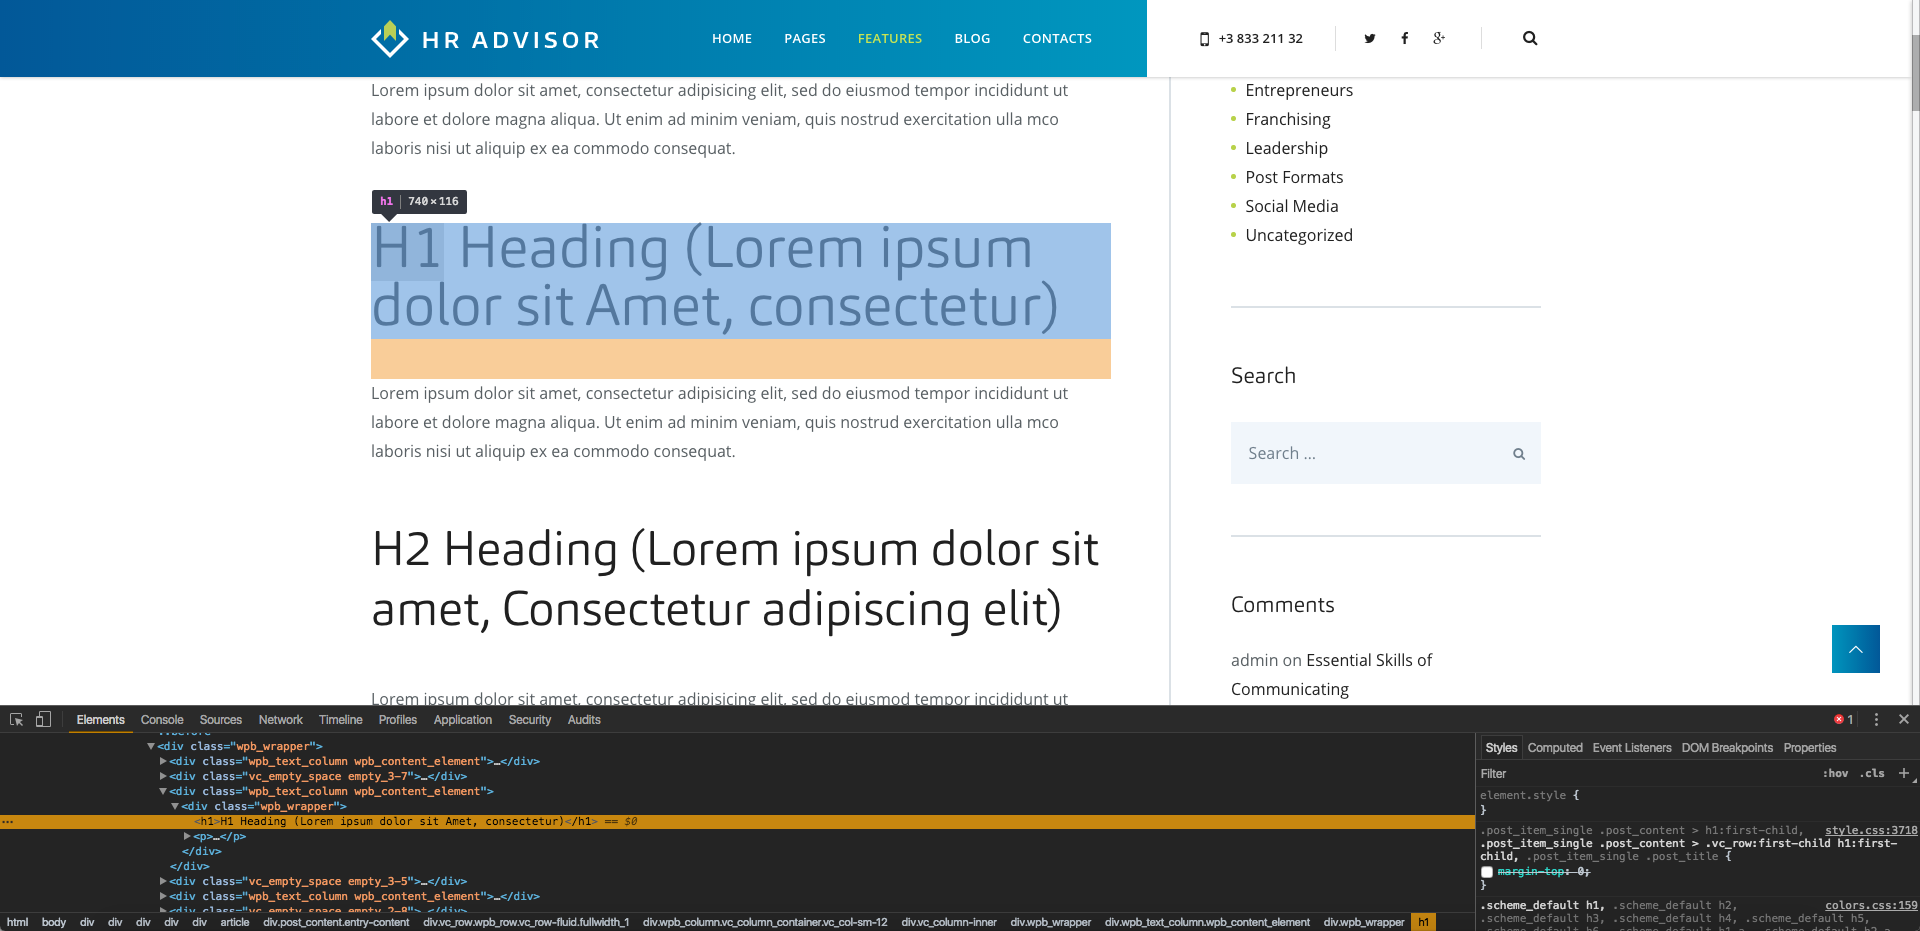 HR ADVISOR
HOME PAGES FEATURES BLOG CONTACTS
+3 833 211 32
Lorem ipsum dolor sit amet, consectetur adipisicing elit, sed do eiusmod tempor incididunt ut
labore et dolore magna aliqua. Ut enim ad minim veniam, quis nostrud exercitation ulla mco
laboris nisi ut aliquip ex ea commodo consequat.
h1 740 × 116
H1 Heading (Lorem ipsum
dolor sit Amet, consectetur)
Lorem ipsum dolor sit amet, consectetur adipisicing elit, sed do eiusmod tempor incididunt ut
labore et dolore magna aliqua. Ut enim ad minim veniam, quis nostrud exercitation ulla mco
laboris nisi ut aliquip ex ea commodo consequat.
H2 Heading (Lorem ipsum dolor sit
amet, Consectetur adipiscing elit)
Lorem ipsum dolor sit amet, consectetur adipisicing elit, sed do eiusmod tempor incididunt ut
Entrepreneurs
Franchising
Leadership
Post Formats
Social Media
Uncategorized
Search
Search ...
Comments
admin on Essential Skills of
Communicating
Elements Console Sources Network Timeline Profiles Application Security Audits
1
::before
<div class="wpb_wrapper">
<div class="wpb_text_column wpb_content_element">…</div>
<div class="vc_empty_space empty_3-7">…</div>
<div class="wpb_text_column wpb_content_element">
<div class="wpb_wrapper">
<h1>H1 Heading (Lorem ipsum dolor sit Amet, consectetur)</h1> == $0
<p>…</p>
</div>
</div>
<div class="vc_empty_space empty_3-5">…</div>
<div class="wpb_text_column wpb_content_element">…</div>
<div class="vc_empty_space empty_2-8">…</div>
html body div div div div article div.post_content.entry-content div.vc_row.wpb_row.vc_row-fluid.fullwidth_1 div.wpb_column.vc_column_container.vc_col-sm-12 div.vc_column-inner div.wpb_wrapper div.wpb_text_column.wpb_content_element div.wpb_wrapper h1
Styles Computed Event Listeners DOM Breakpoints Properties
Filter :hov .cls +
element.style {
}
.post_item_single .post_content > h1:first-child, style.css:3718
.post_item_single .post_content > .vc_row:first-child h1:first-
child, .post_item_single .post_title {
margin-top: 0;
}
.scheme_default h1, .scheme_default h2, colors.css:159
.scheme_default h3, .scheme_default h4, .scheme_default h5,
.scheme_default h6, .scheme_default h1 a, .scheme_default h2 a,